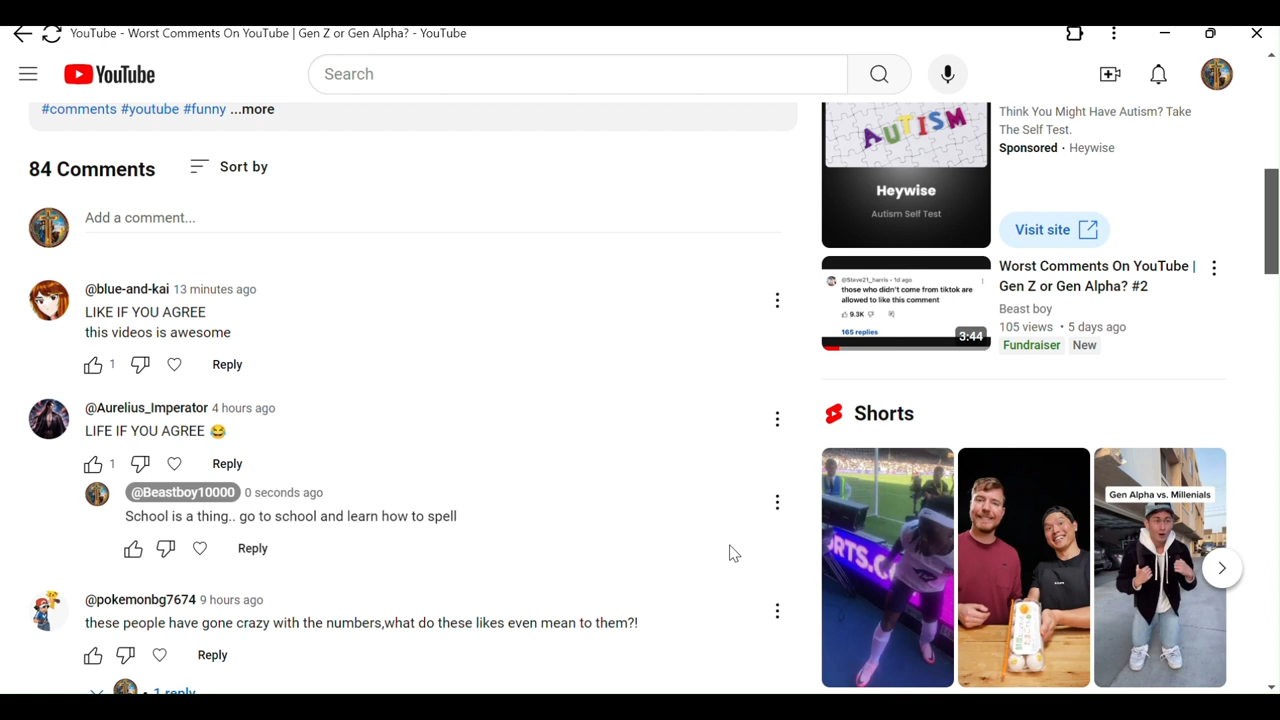 YouTube - Worst Comments On YouTube | Gen Z or Gen Alpha? - YouTube
YouTube
Search
#comments #youtube #funny ...more
84 Comments
Sort by
Add a comment...
@blue-and-kai 13 minutes ago
LIKE IF YOU AGREE
this videos is awesome
1
Reply
@Aurelius_Imperator 4 hours ago
LIFE IF YOU AGREE 😂
1
Reply
@Beastboy10000 0 seconds ago
School is a thing.. go to school and learn how to spell
Reply
@pokemonbg7674 9 hours ago
these people have gone crazy with the numbers,what do these likes even mean to them?!
Reply
1 reply
AUTISM
Heywise
Autism Self Test
Think You Might Have Autism? Take
The Self Test.
Sponsored · Heywise
Visit site
@Steve21_harris · 1d ago
those who didn't come from tiktok are
allowed to like this comment
9.3K
165 replies
3:44
Worst Comments On YouTube |
Gen Z or Gen Alpha? #2
Beast boy
105 views • 5 days ago
Fundraiser
New
Shorts
RTS.C
Gen Alpha vs. Millenials